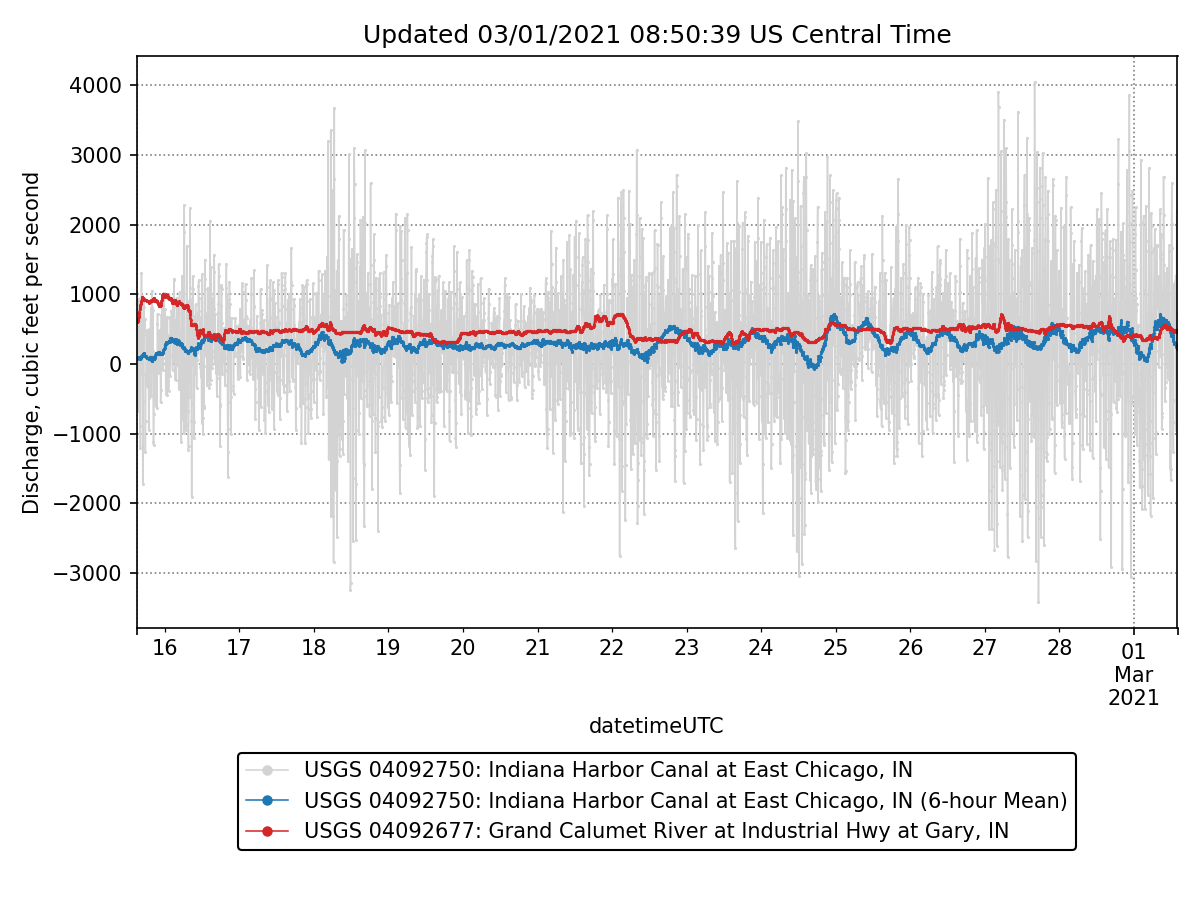 Updated 03/01/2021 08:50:39 US Central Time
Discharge, cubic feet per second
4000
3000
2000
1000
0
−1000
−2000
−3000
16 17 18 19 20 21 22 23 24 25 26 27 28 01
Mar
2021
datetimeUTC
USGS 04092750: Indiana Harbor Canal at East Chicago, IN
USGS 04092750: Indiana Harbor Canal at East Chicago, IN (6-hour Mean)
USGS 04092677: Grand Calumet River at Industrial Hwy at Gary, IN